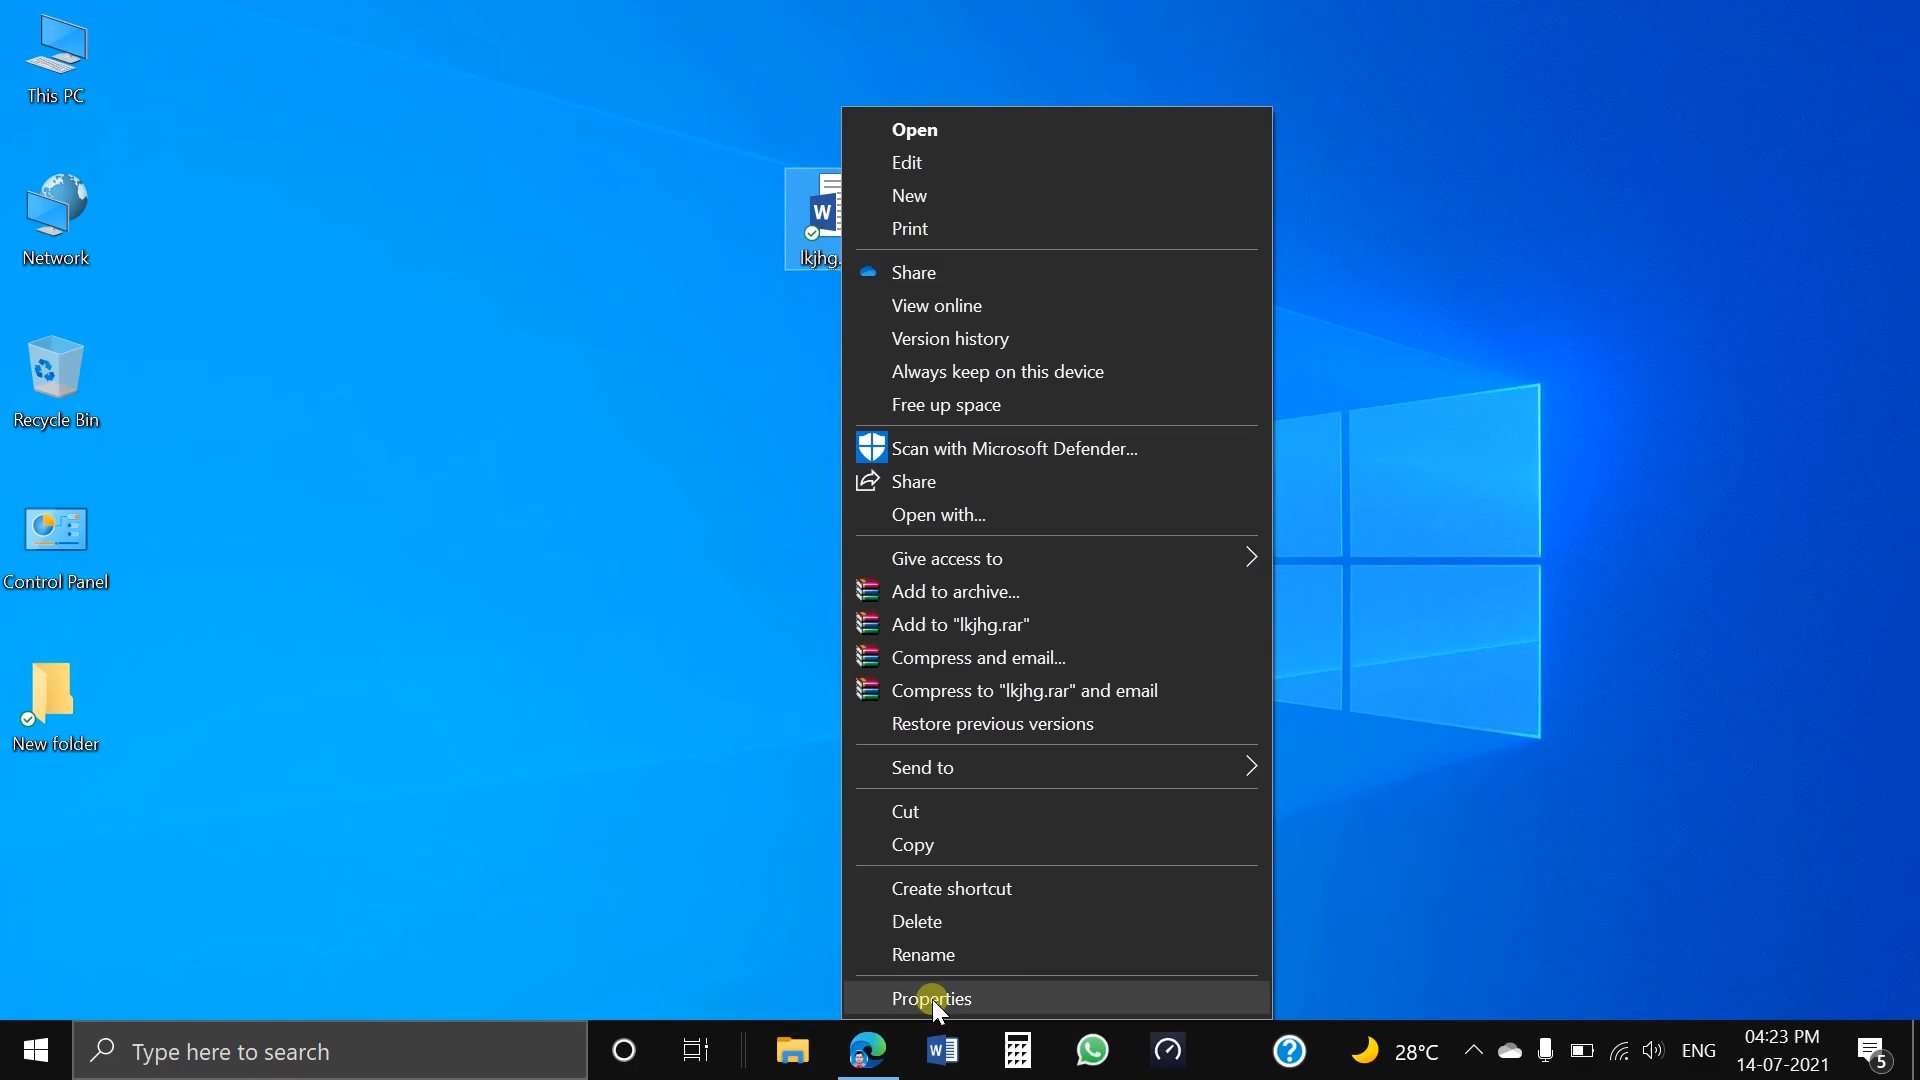 This PC
Network
Recycle Bin
Control Panel
New folder
W
lkjhg.
Open
Edit
New
Print
Share
View online
Version history
Always keep on this device
Free up space
Scan with Microsoft Defender...
Share
Open with...
Give access to
Add to archive...
Add to "lkjhg.rar"
Compress and email...
Compress to "lkjhg.rar" and email
Restore previous versions
Send to
Cut
Copy
Create shortcut
Delete
Rename
Properties
Type here to search
W
?
28°C
ENG
04:23 PM
14-07-2021
5